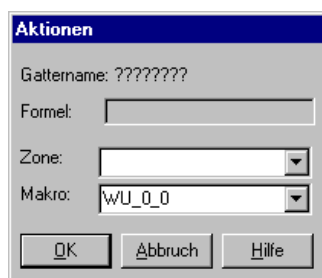 Aktionen
Gattername: ????????
Formel:
Zone:
Makro: WU_0_0
OK Abbruch Hilfe